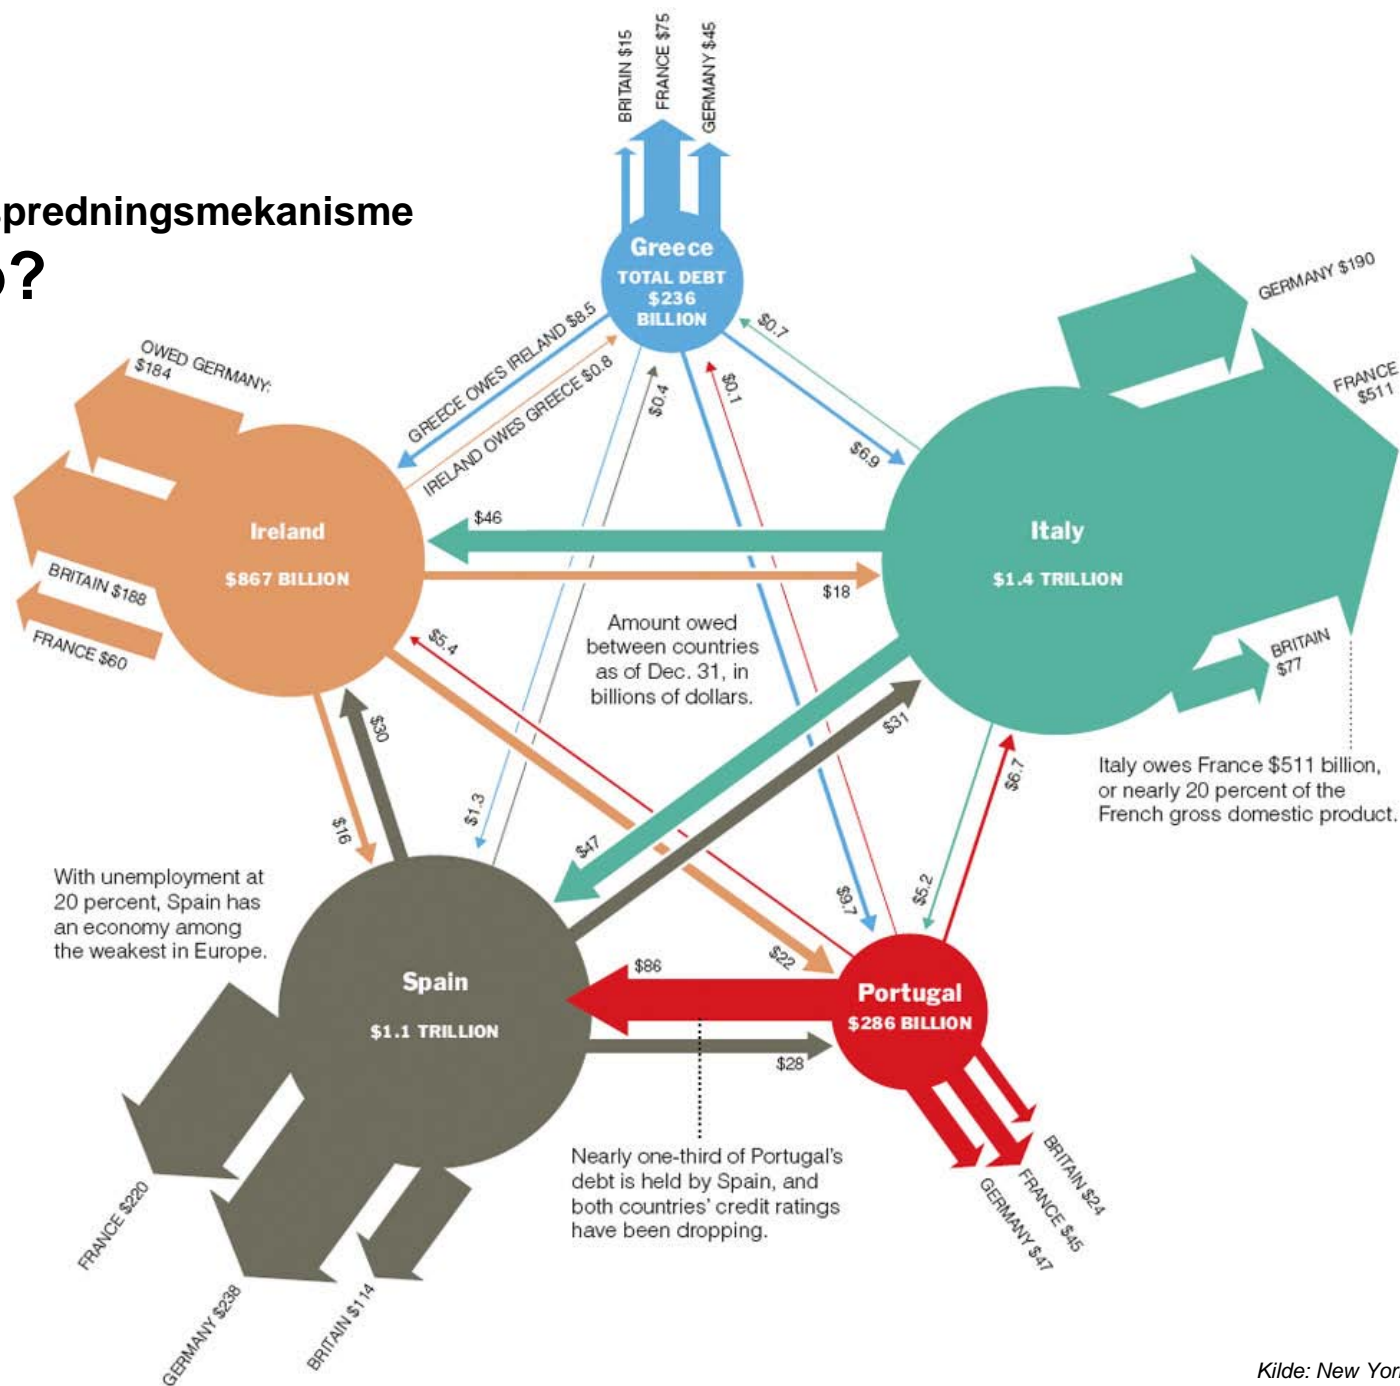 BRITAIN $15
FRANCE $75
GERMANY $45
predningsmekanisme
?
Greece
TOTAL DEBT
$236
BILLION
GERMANY $190
FRANCE
$511
OWED GERMANY:
$184
GREECE OWES IRELAND $8.5
IRELAND OWES GREECE $0.8
$0.4
$0.1
$0.7
$6.9
Ireland
$867 BILLION
$46
$18
Italy
$1.4 TRILLION
BRITAIN $188
FRANCE $60
$5.4
Amount owed
between countries
as of Dec. 31, in
billions of dollars.
BRITAIN
$77
$30
$31
$16
$1.3
$47
$6.7
Italy owes France $511 billion,
or nearly 20 percent of the
French gross domestic product.
With unemployment at
20 percent, Spain has
an economy among
the weakest in Europe.
$9.7
$5.2
$22
$86
Spain
$1.1 TRILLION
Portugal
$286 BILLION
$28
Nearly one-third of Portugal's
debt is held by Spain, and
both countries' credit ratings
have been dropping.
FRANCE $220
GERMANY $238
BRITAIN $114
BRITAIN $24
FRANCE $45
GERMANY $47
Kilde: New Yor